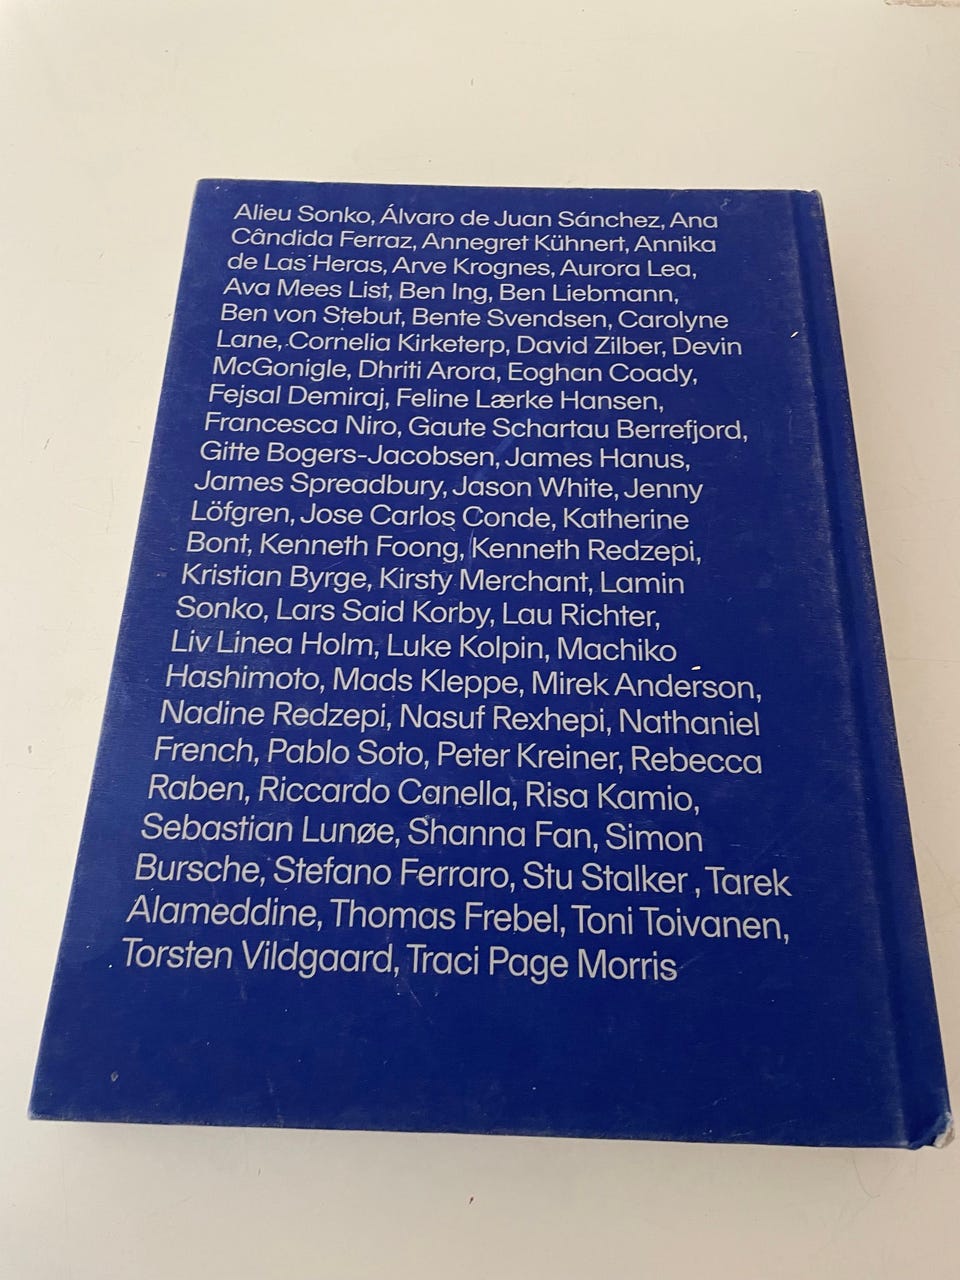 Alieu Sonko, Álvaro de Juan Sánchez, Ana
Cândida Ferraz, Annegret Kühnert, Annika
de Las Heras, Arve Krognes, Aurora Lea,
Ava Mees List, Ben Ing, Ben Liebmann,
Ben von Stebut, Bente Svendsen, Carolyne
Lane, Cornelia Kirketerp, David Zilber, Devin
McGonigle, Dhriti Arora, Eoghan Coady,
Fejsal Demiraj, Feline Lærke Hansen,
Francesca Niro, Gaute Schartau Berrefjord,
Gitte Bogers-Jacobsen, James Hanus,
James Spreadbury, Jason White, Jenny
Löfgren, Jose Carlos Conde, Katherine
Bont, Kenneth Foong, Kenneth Redzepi,
Kristian Byrge, Kirsty Merchant, Lamin
Sonko, Lars Said Korby, Lau Richter,
Liv Linea Holm, Luke Kolpin, Machiko
Hashimoto, Mads Kleppe, Mirek Anderson,
Nadine Redzepi, Nasuf Rexhepi, Nathaniel
French, Pablo Soto, Peter Kreiner, Rebecca
Raben, Riccardo Canella, Risa Kamio,
Sebastian Lunøe, Shanna Fan, Simon
Bursche, Stefano Ferraro, Stu Stalker , Tarek
Alameddine, Thomas Frebel, Toni Toivanen,
Torsten Vildgaard, Traci Page Morris